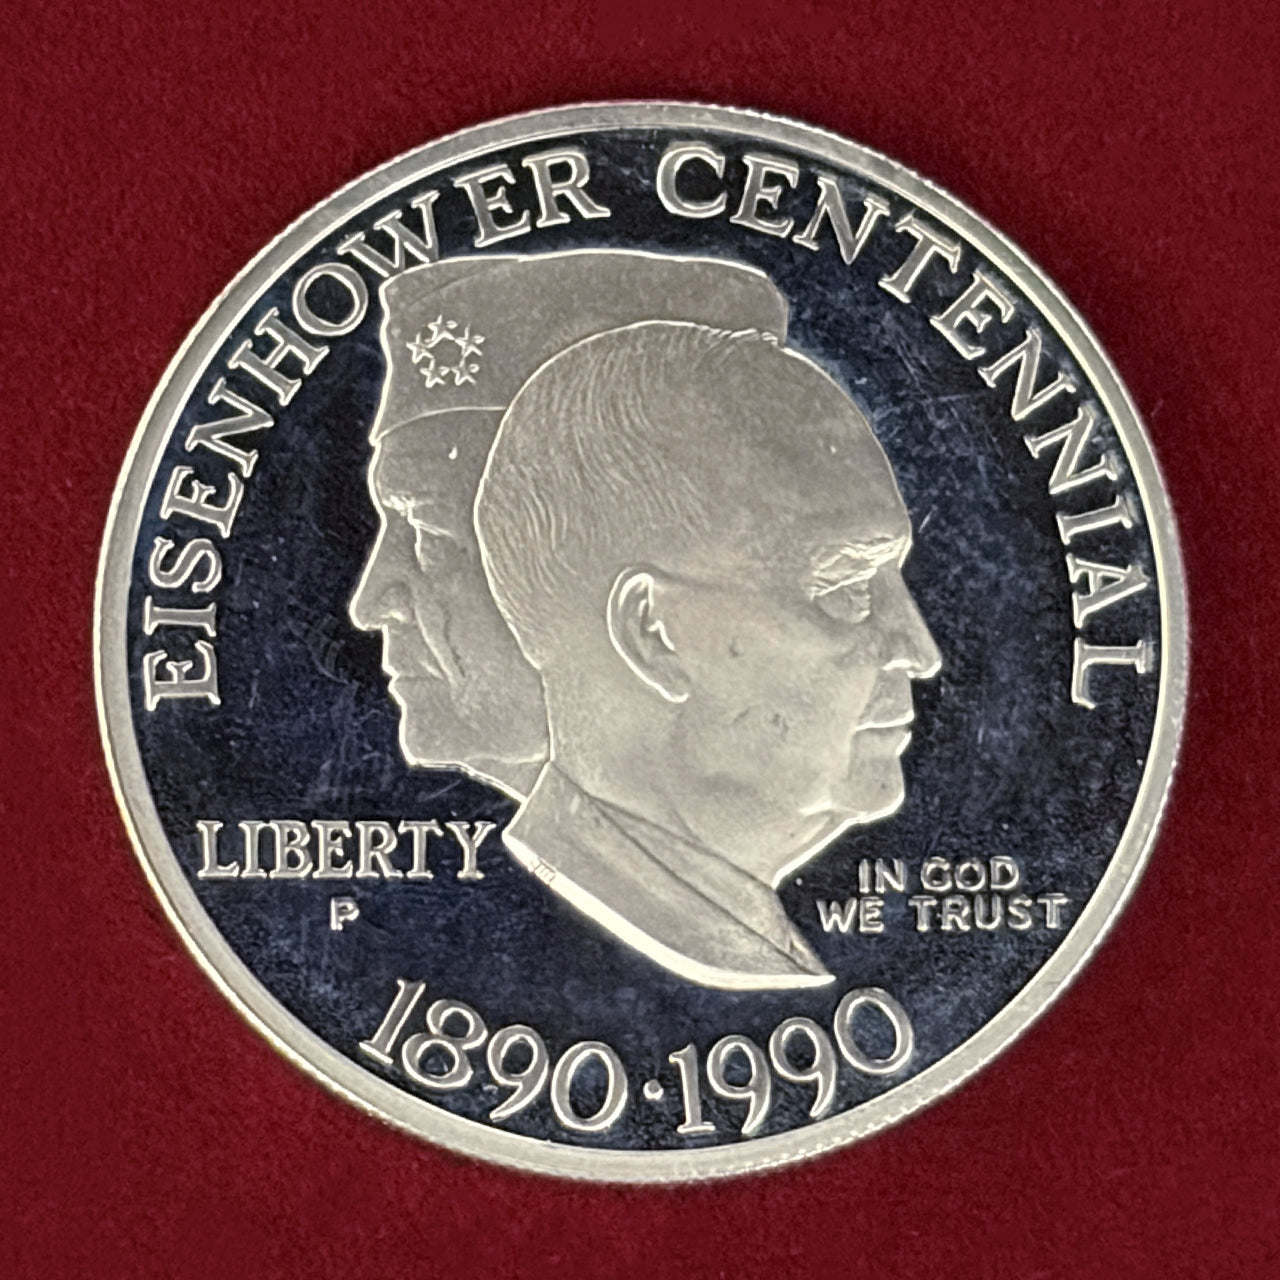 EISENHOWER CENTENNIAL
LIBERTY
P
IN GOD
WE TRUST
1890·1990